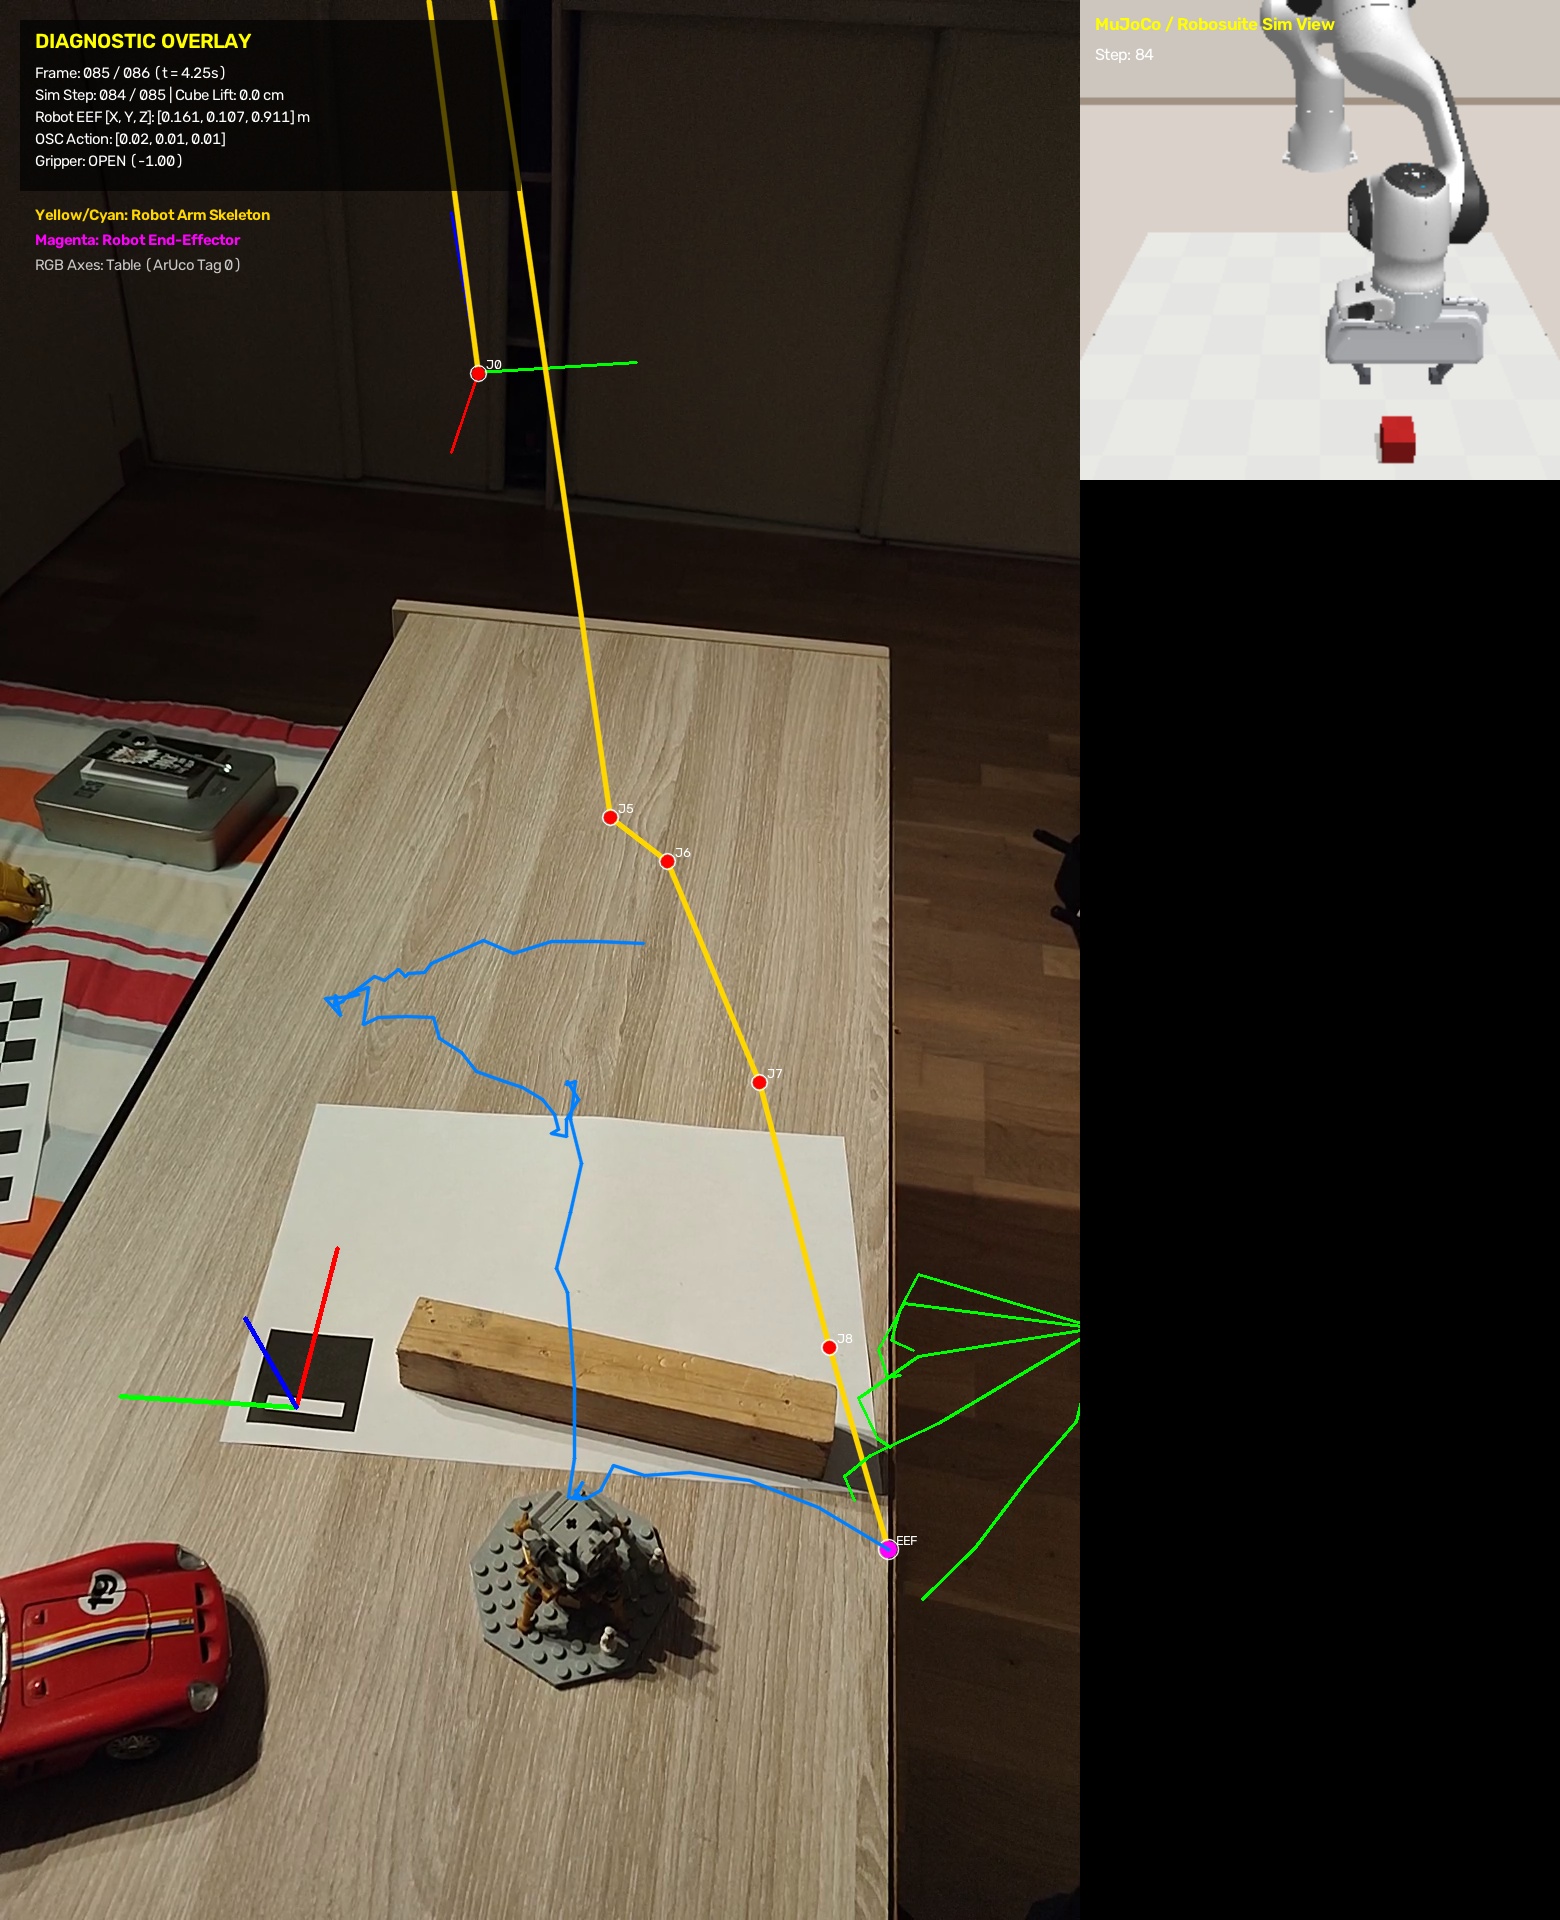 DIAGNOSTIC OVERLAY
Frame: 085 / 086 (t = 4.25s)
Sim Step: 084 / 085 | Cube Lift: 0.0 cm
Robot EEF [X, Y, Z]: [0.161, 0.107, 0.911] m
OSC Action: [0.02, 0.01, 0.01]
Gripper: OPEN (-1.00)
Yellow/Cyan: Robot Arm Skeleton
Magenta: Robot End-Effector
RGB Axes: Table (ArUco Tag 0)
MuJoCo / Robosuite Sim View
Step: 84
J0
J5
J6
J7
J8
EEF